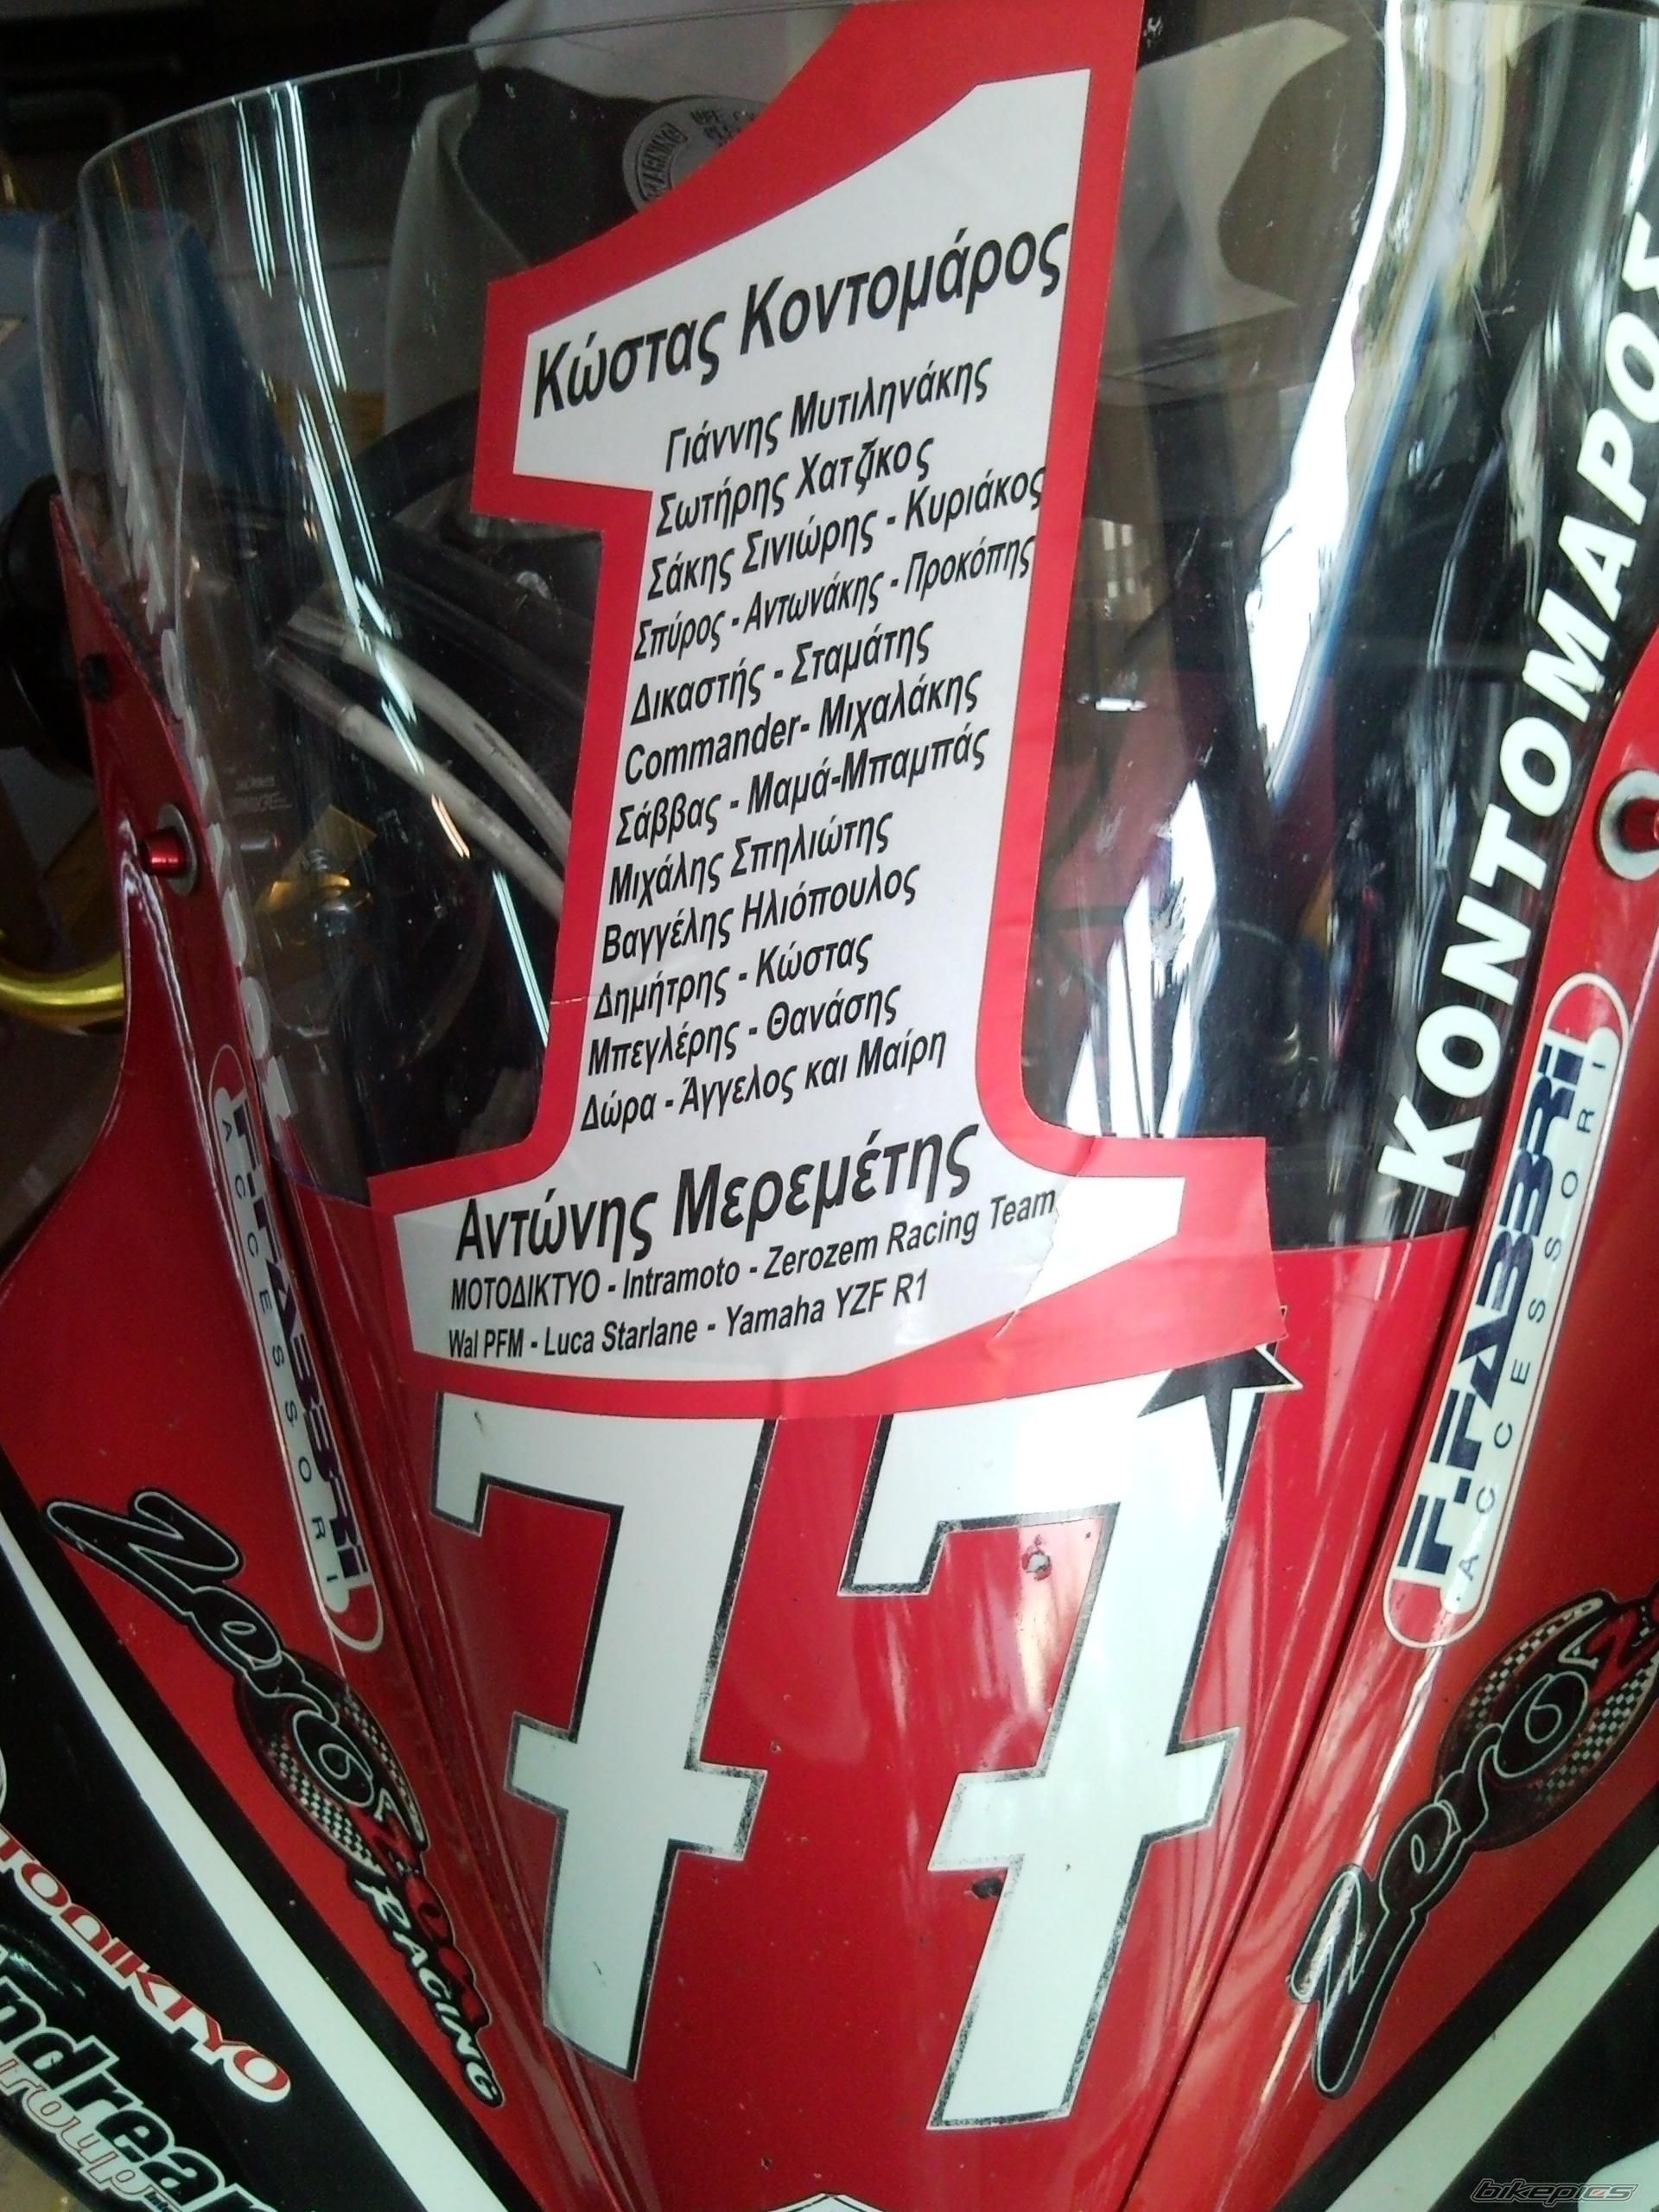 Κώστας Κοντομάρος
Γιάννης Μυτιληνάκης
Σωτήρης Χατζίκος
Σάκης Σινιώρης - Κυριάκος
Σπύρος - Αντωνάκης - Προκόπης
Δικαστής - Σταμάτης
Commander- Μιχαλάκης
Σάββας - Μαμά-Μπαμπάς
Μιχάλης Σπηλιώτης
Βαγγέλης Ηλιόπουλος
Δημήτρης - Κώστας
Μπεγλέρης - Θανάσης
Δώρα - Άγγελος και Μαίρη
Αντώνης Μερεμέτης
ΜΟΤΟΔΙΚΤΥΟ - Intramoto - Zerozem Racing Team
Wal PFM - Luca Starlane - Yamaha YZF R1
77
ΚΟΝΤΟΜΑΡΟΣ
F.FABBRi
ACCESSORI
F.FABBRi
ACCESSORI
Zero
RACING
Zero
bikepics